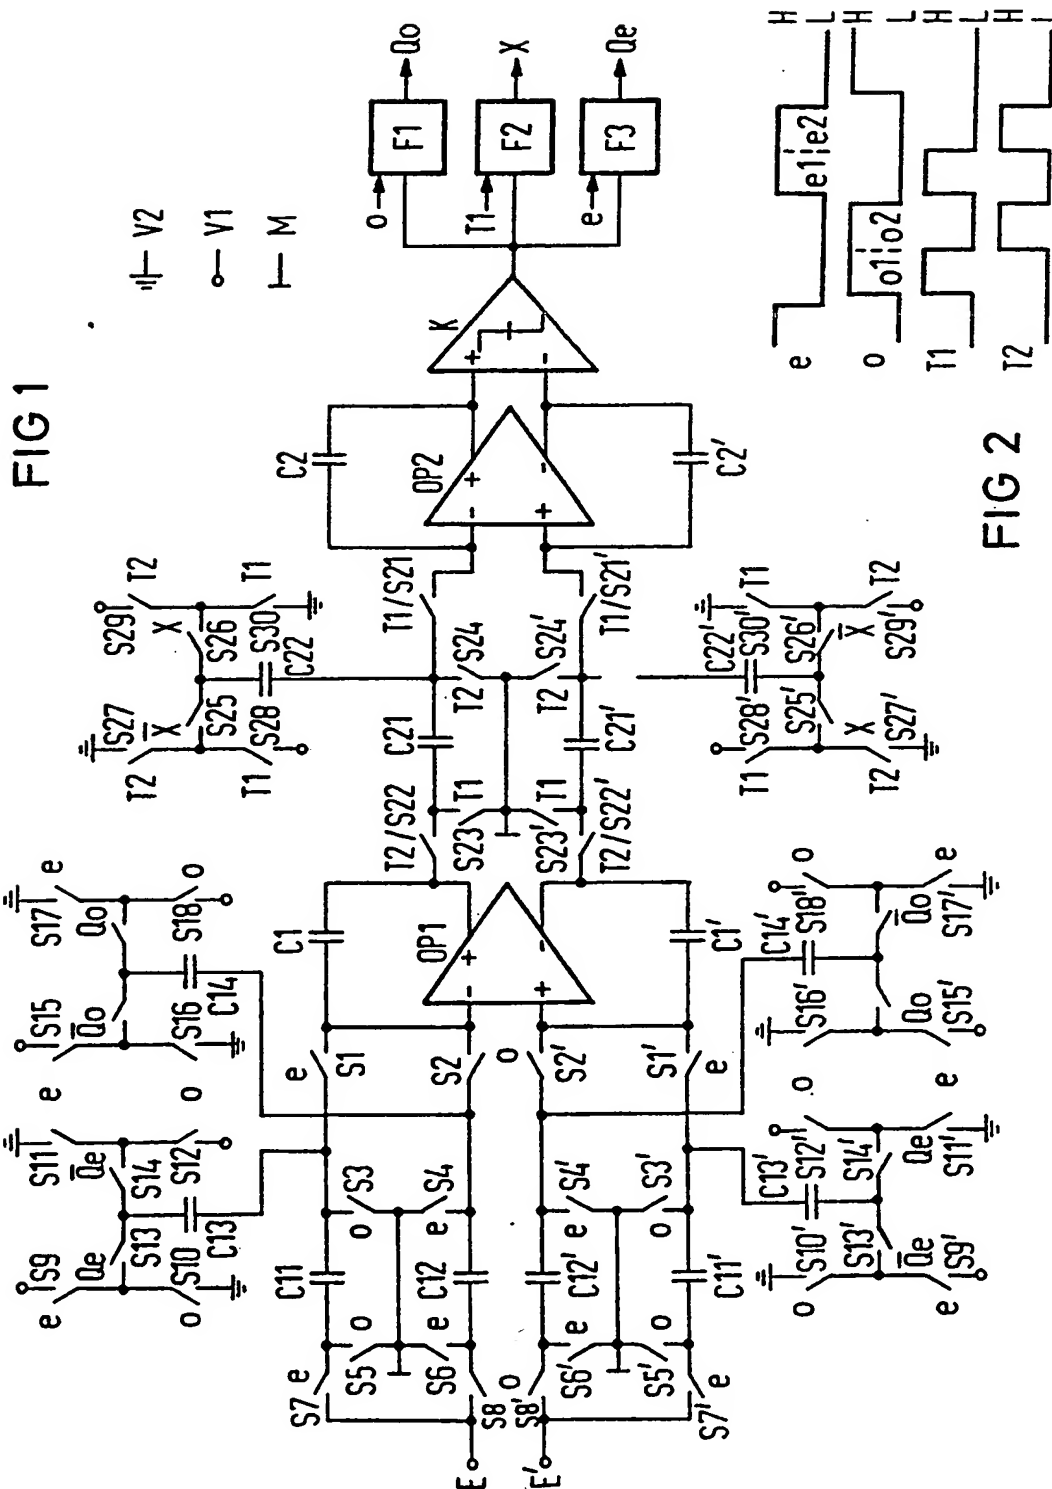 FIG 1
V2
V1
M
E
E'
S7
e
S8
o
S8'
o
S7'
e
S5
o
S6
e
S6'
e
S5'
o
C11
C12
C12'
C11'
S3
o
S4
e
S4'
e
S3'
o
S1
e
S2
o
S2'
S1'
e
S9
e
S10
o
Qe
S13
C13
S11
Q̅e
S14
S12
e
S15
Q̅o
S16
o
C14
S17
e
Qo
S18
o
S9'
e
S10'
o
Q̅e
S13'
C13'
S11'
e
Qe
S14'
S12'
o
S15'
Qo
S16'
C14'
S17'
e
Q̅o
S18'
o
C1
OP1
+
-
-
+
C1'
T2/S22
T2/S22'
S23
T1
S23'
T1
C21
C21'
T2
S24
T2
S24'
T1/S21
T1/S21'
S27
T2
X̅
S25
S28
T1
S29
T2
X
S26
S30
T1
C22
S27'
T2
X
S25'
S28'
T1
S29'
T2
X̅
S26'
S30'
T1
C22'
C2
OP2
-
+
+
-
C2'
K
+
-
o
F1
Qo
T1
F2
X
e
F3
Qe
FIG 2
e
e1 e2
H
L
o
o1 o2
H
L
T1
H
L
T2
H
L